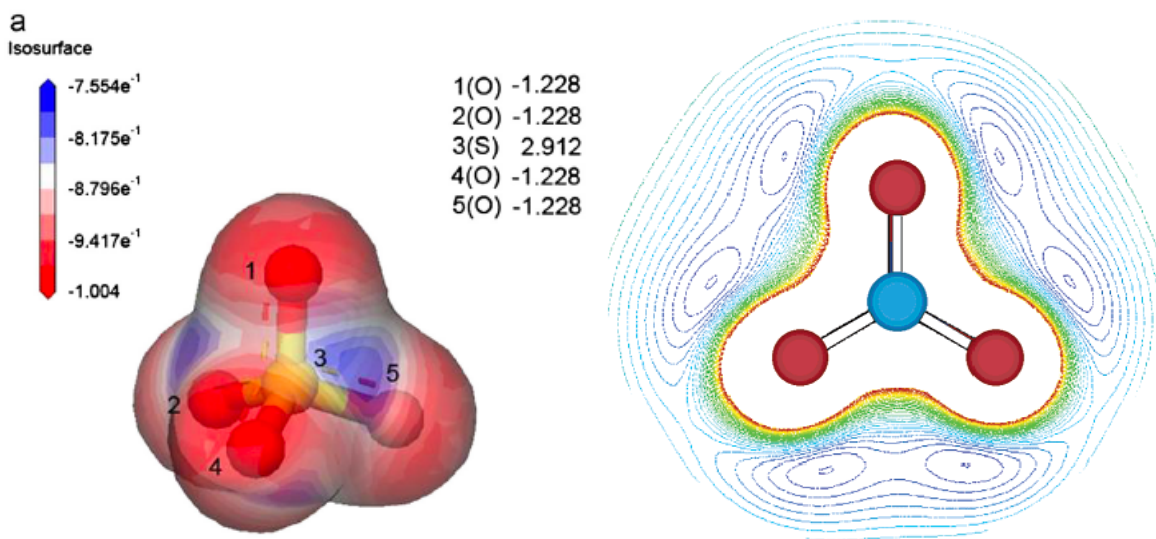 a
Isosurface
-7.554e-1
-8.175e-1
-8.796e-1
-9.417e-1
-1.004
1(O) -1.228
2(O) -1.228
3(S) 2.912
4(O) -1.228
5(O) -1.228
1
3
5
2
4